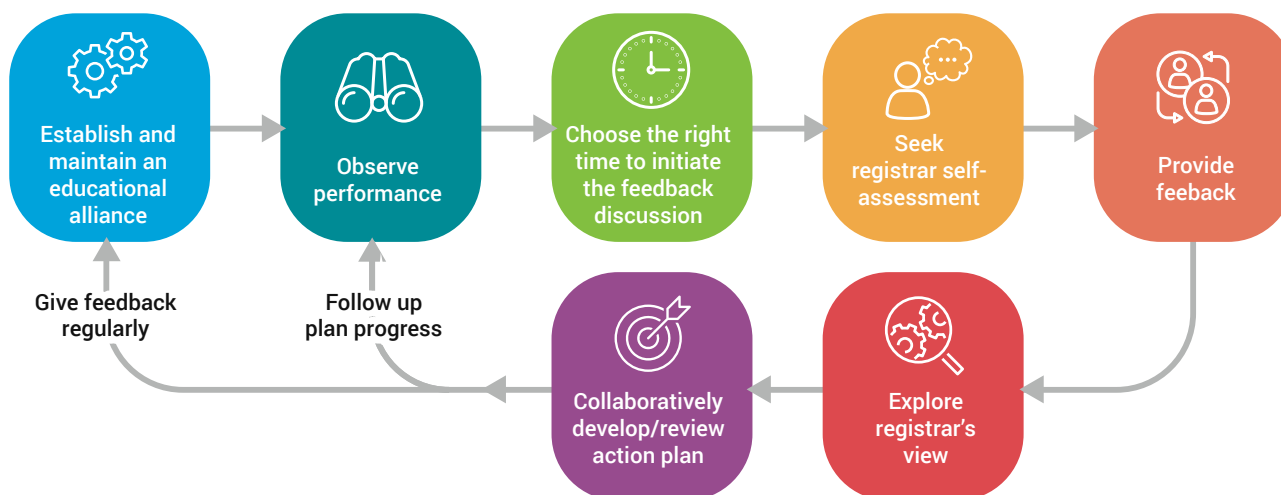 Establish and
maintain an
educational
alliance
Observe
performance
Choose the right
time to initiate
the feedback
discussion
Seek
registrar self-
assessment
Provide
feeback
Give feedback
regularly
Follow up
plan progress
Collaboratively
develop/review
action plan
Explore
registrar’s
view